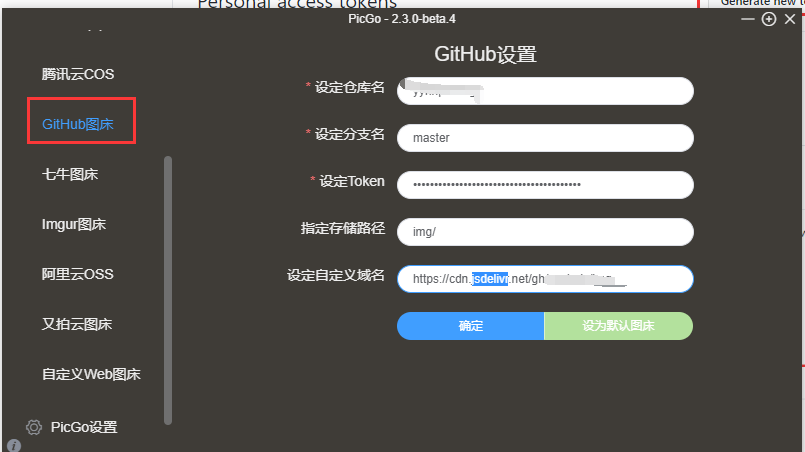 Personal access tokens
Generate new to
PicGo - 2.3.0-beta.4
腾讯云COS
GitHub图床
七牛图床
Imgur图床
阿里云OSS
又拍云图床
自定义Web图床
PicGo设置
GitHub设置
* 设定仓库名
* 设定分支名 master
* 设定Token ••••••••••••••••••••••••••••••••••••••••
指定存储路径 img/
设定自定义域名 https://cdn.jsdelivr.net/gh
确定 设为默认图床